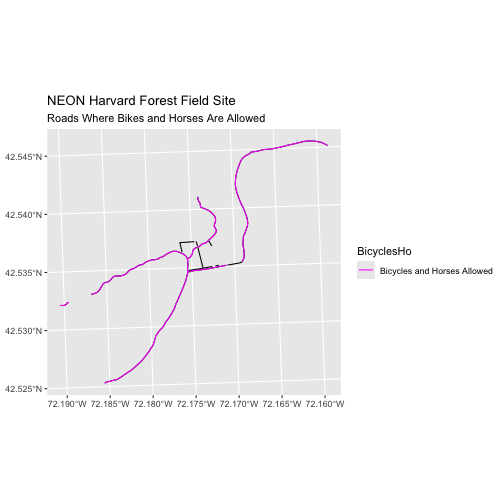 NEON Harvard Forest Field Site
Roads Where Bikes and Horses Are Allowed
42.545°N
42.540°N
42.535°N
42.530°N
42.525°N
72.190°W 72.185°W 72.180°W 72.175°W 72.170°W 72.165°W 72.160°W
BicyclesHo
Bicycles and Horses Allowed